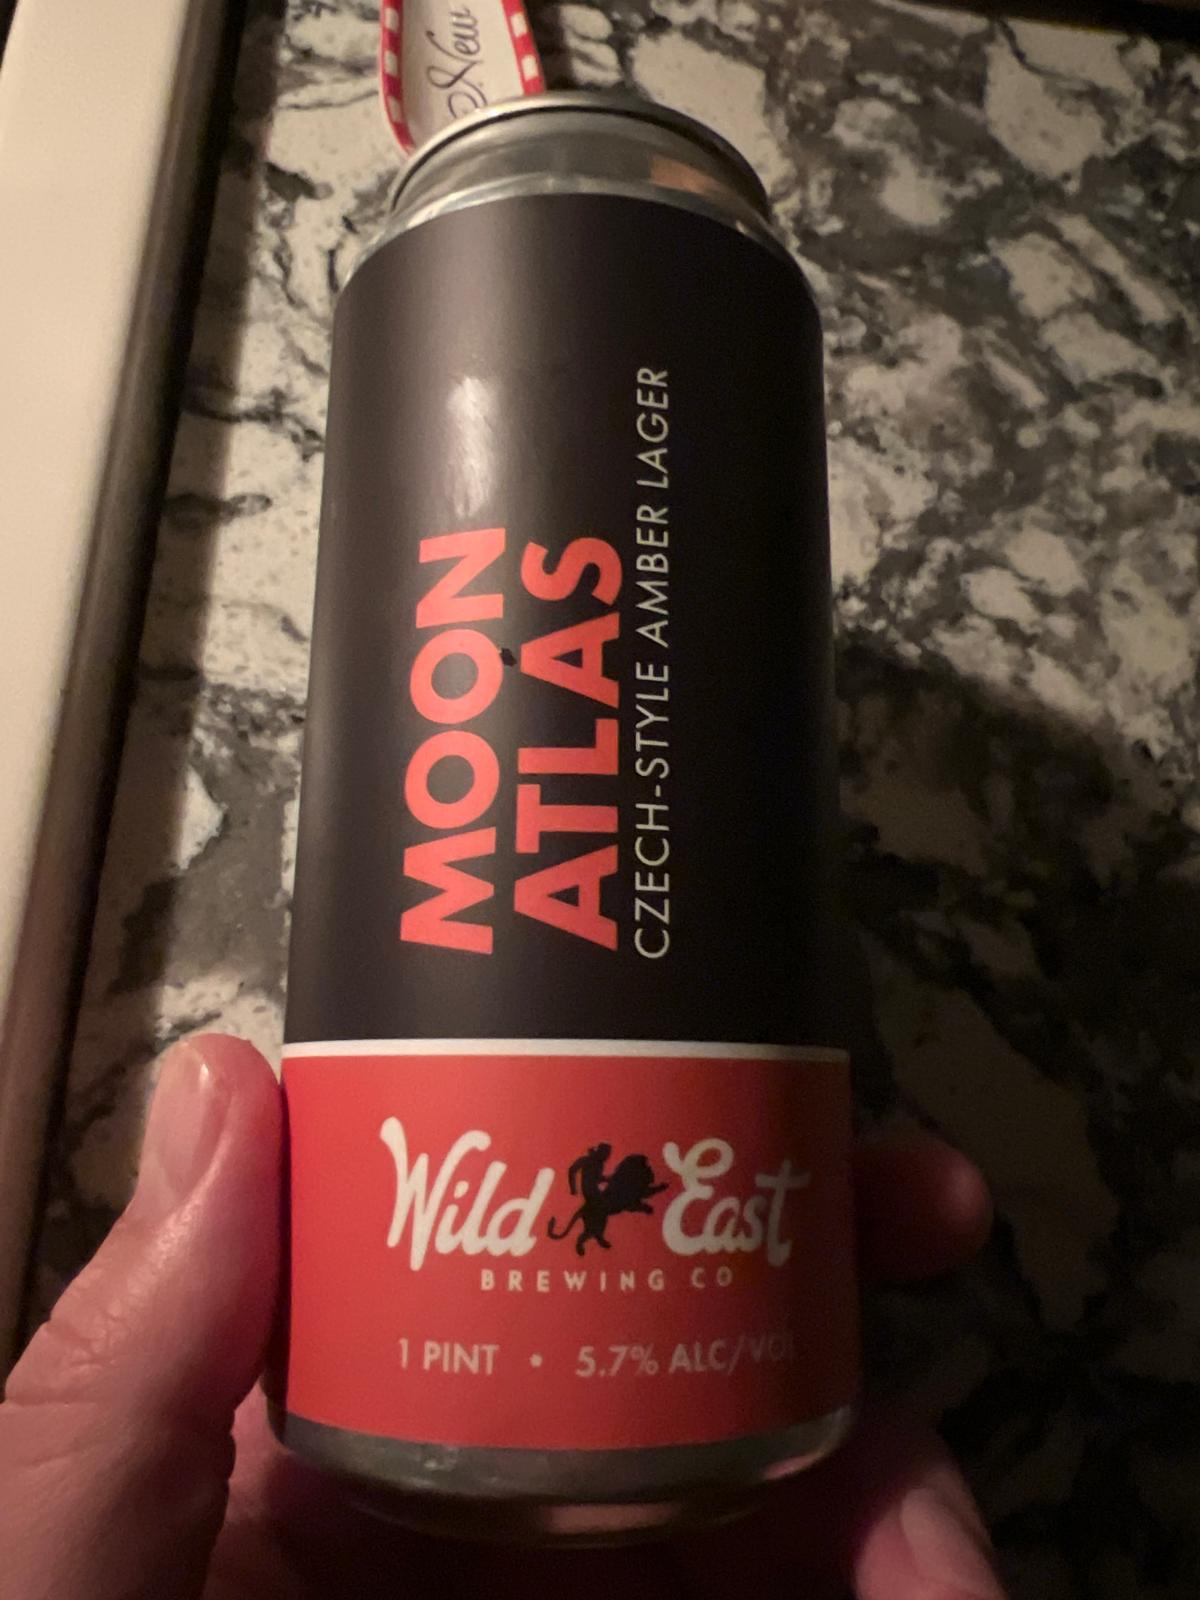 New
MOON
ATLAS
CZECH-STYLE AMBER LAGER
Wild East
BREWING CO
1 PINT • 5.7% ALC/VOL